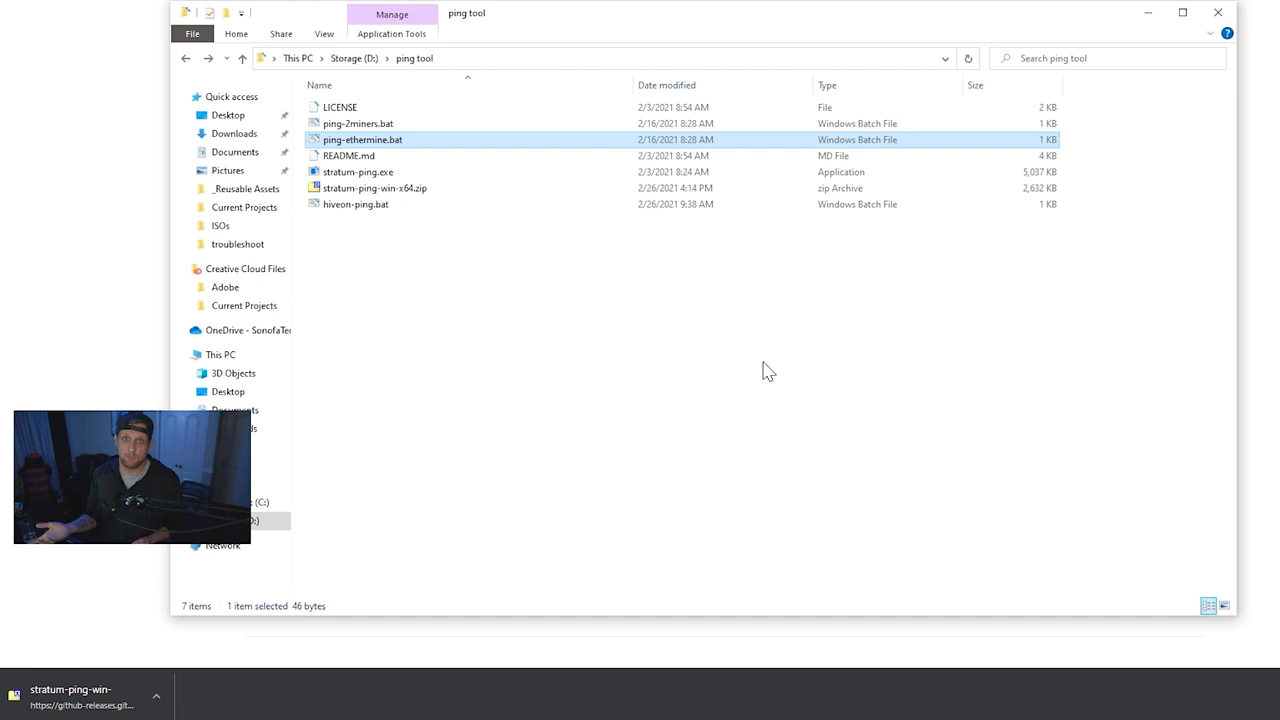 Manage
ping tool
File
Home
Share
View
Application Tools
This PC
Storage (D:)
ping tool
Search ping tool
Name
Date modified
Type
Size
LICENSE
2/3/2021 8:54 AM
File
2 KB
ping-2miners.bat
2/16/2021 8:28 AM
Windows Batch File
1 KB
ping-ethermine.bat
2/16/2021 8:28 AM
Windows Batch File
1 KB
README.md
2/3/2021 8:54 AM
MD File
4 KB
stratum-ping.exe
2/3/2021 8:24 AM
Application
5,037 KB
stratum-ping-win-x64.zip
2/26/2021 4:14 PM
zip Archive
2,632 KB
hiveon-ping.bat
2/26/2021 9:38 AM
Windows Batch File
1 KB
Quick access
Desktop
Downloads
Documents
Pictures
_Reusable Assets
Current Projects
ISOs
troubleshoot
Creative Cloud Files
Adobe
Current Projects
OneDrive - SonofaTec
This PC
3D Objects
Desktop
Documents
ds
(C:)
D:)
Network
7 items
1 item selected
46 bytes
stratum-ping-win-
https://github-releases.git...